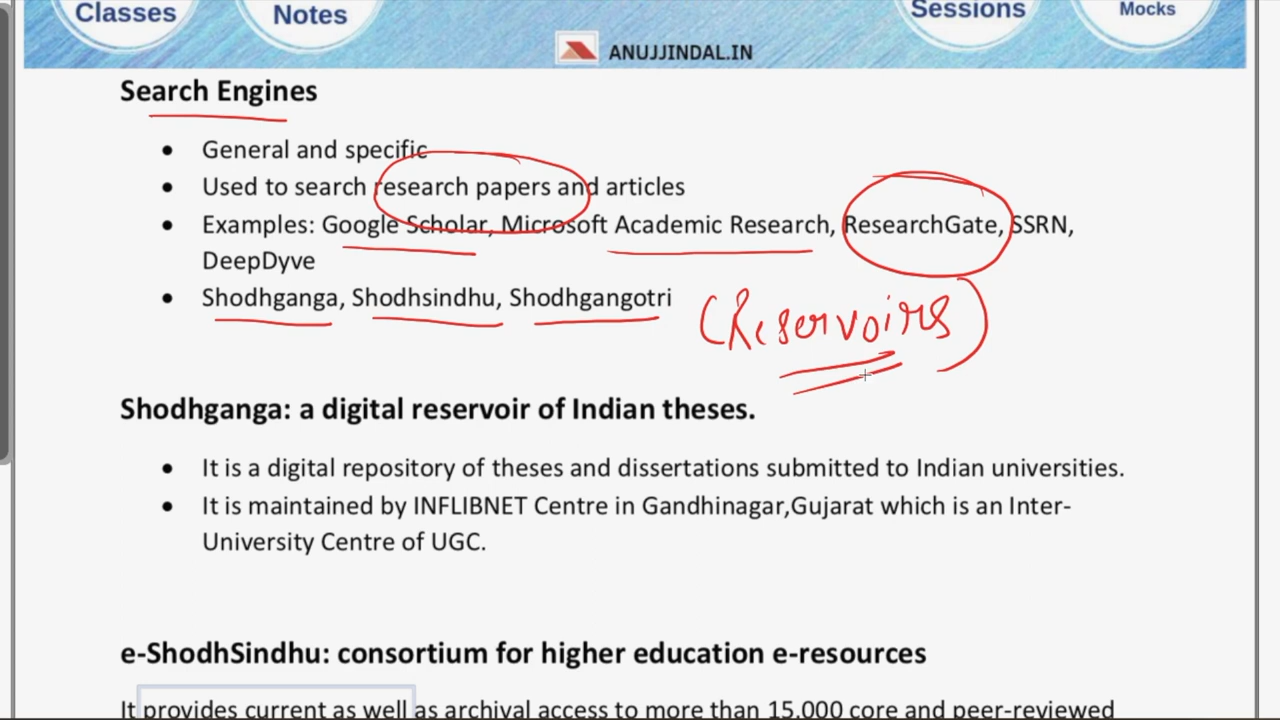 Classes
Notes
Sessions
Mocks
ANUJJINDAL.IN
Search Engines
• General and specific
• Used to search research papers and articles
• Examples: Google Scholar, Microsoft Academic Research, ResearchGate, SSRN,
DeepDyve
• Shodhganga, Shodhsindhu, Shodhgangotri
(Reservoirs)
Shodhganga: a digital reservoir of Indian theses.
• It is a digital repository of theses and dissertations submitted to Indian universities.
• It is maintained by INFLIBNET Centre in Gandhinagar,Gujarat which is an Inter-
University Centre of UGC.
e-ShodhSindhu: consortium for higher education e-resources
It provides current as well as archival access to more than 15,000 core and peer-reviewed